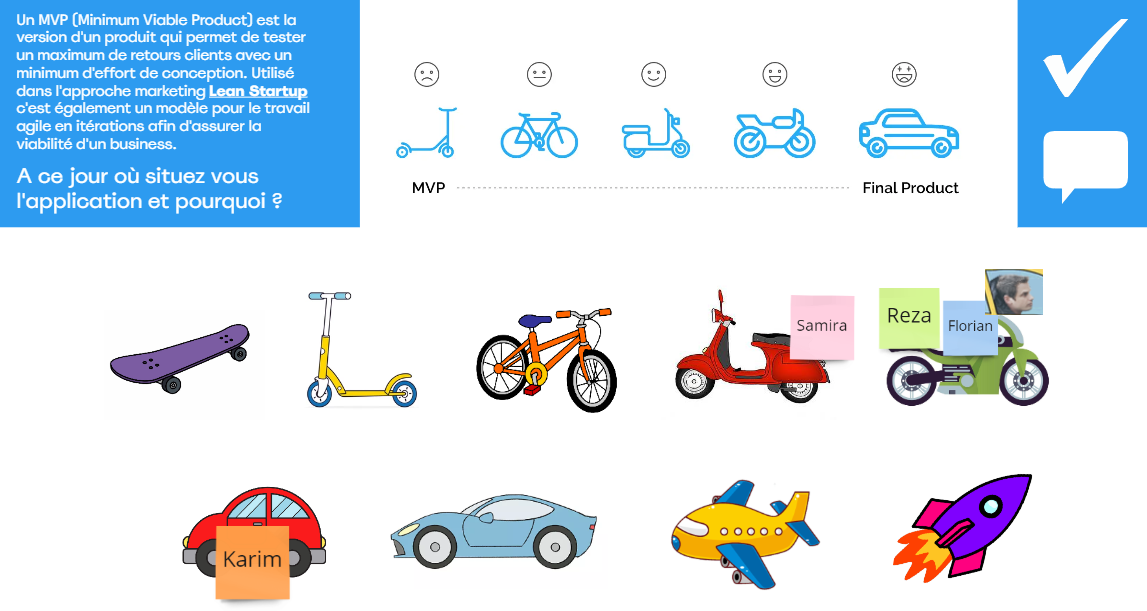 Un MVP (Minimum Viable Product) est la
version d'un produit qui permet de tester
un maximum de retours clients avec un
minimum d'effort de conception. Utilisé
dans l'approche marketing Lean Startup
c'est également un modèle pour le travail
agile en itérations afin d'assurer la
viabilité d'un business.
A ce jour où situez vous
l'application et pourquoi ?
MVP
Final Product
Samira
Reza
Florian
Karim